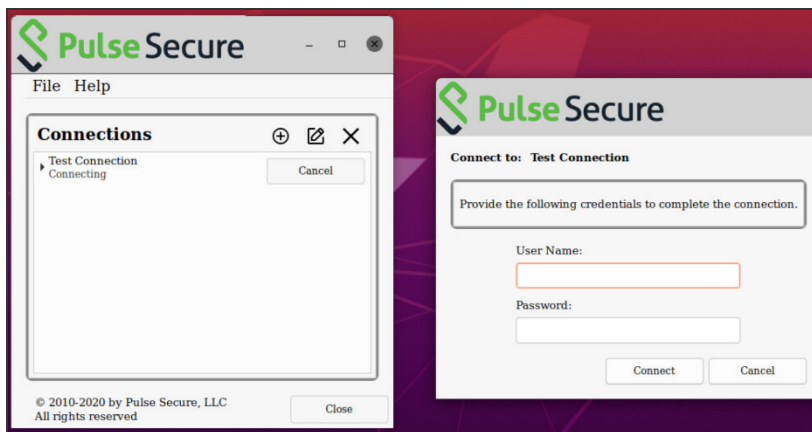 Pulse Secure
File Help
Connections
Test Connection
Connecting
Cancel
© 2010-2020 by Pulse Secure, LLC
All rights reserved
Close
Pulse Secure
Connect to: Test Connection
Provide the following credentials to complete the connection.
User Name:
Password:
Connect Cancel